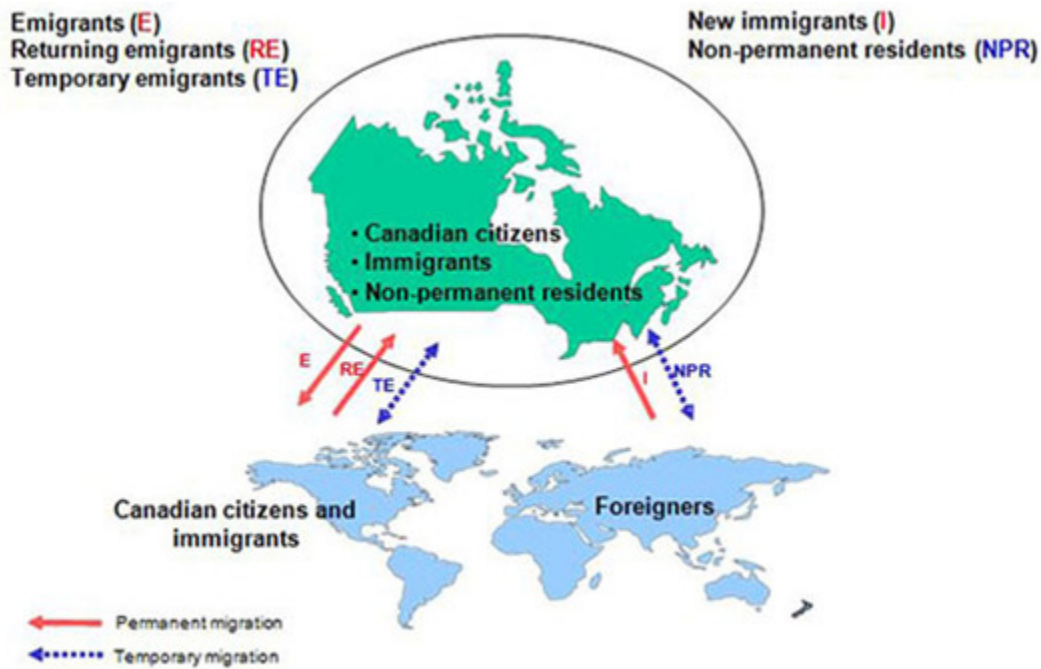 Emigrants (E)
Returning emigrants (RE)
Temporary emigrants (TE)
New immigrants (I)
Non-permanent residents (NPR)
• Canadian citizens
• Immigrants
• Non-permanent residents
E
RE
TE
I
NPR
Canadian citizens and
immigrants
Foreigners
Permanent migration
Temporary migration